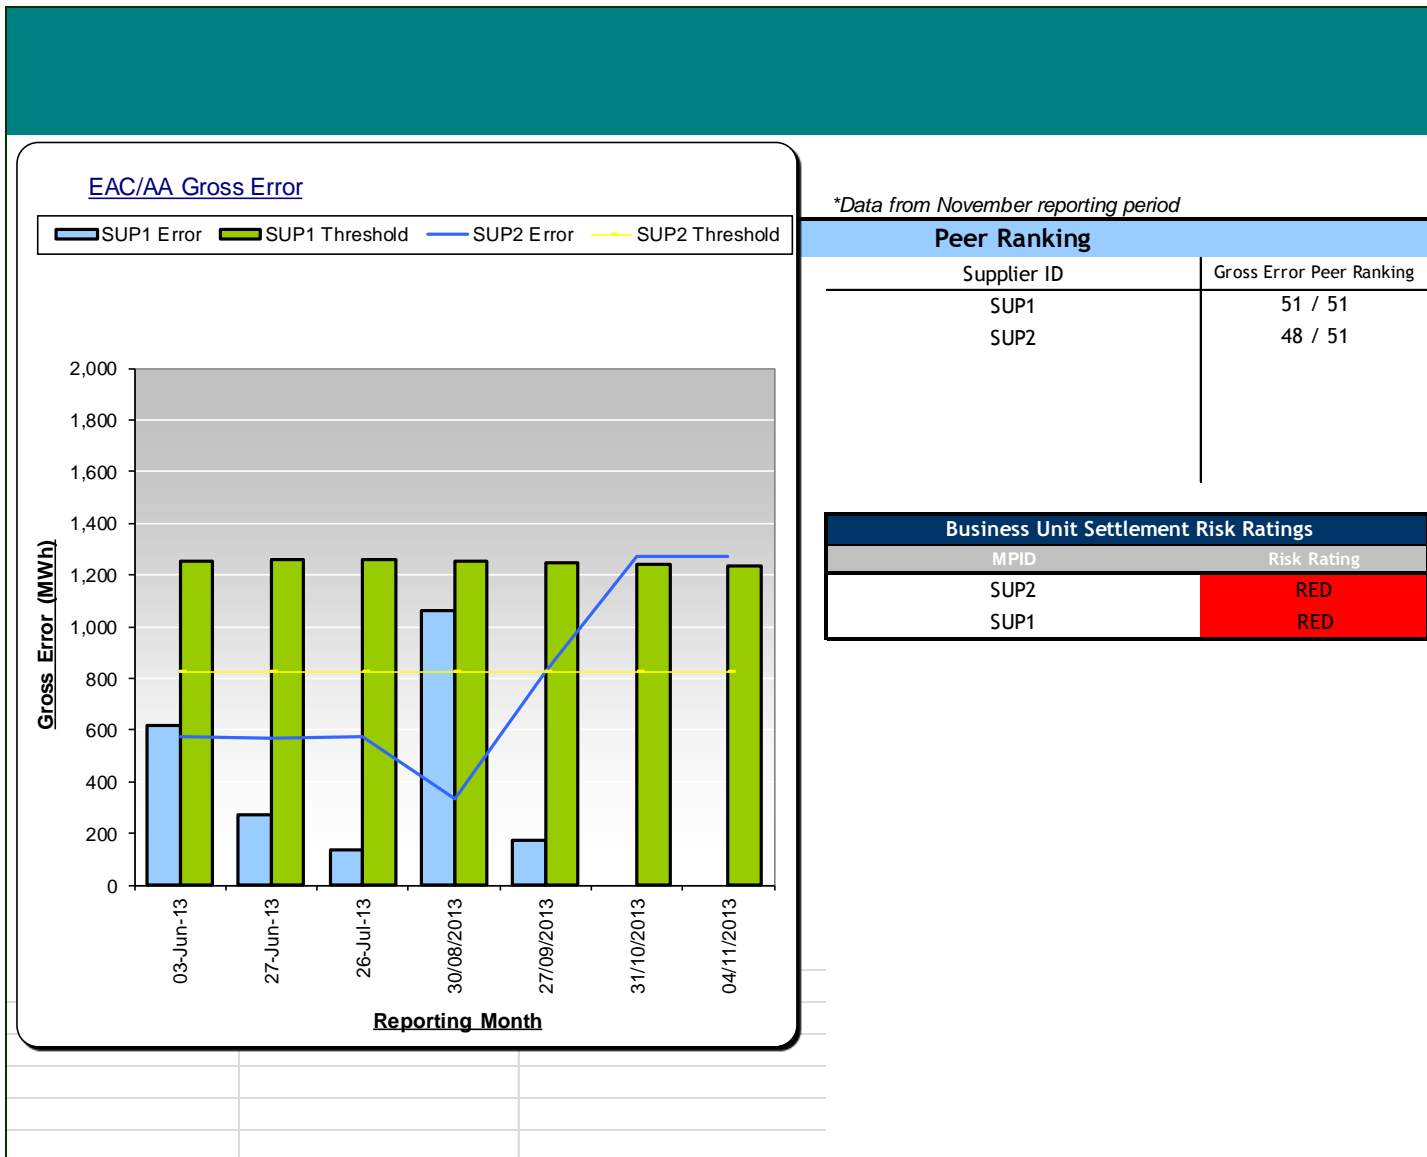 EAC/AA Gross Error
SUP1 Error SUP1 Threshold SUP2 Error SUP2 Threshold
2,000
1,800
1,600
1,400
1,200
1,000
800
600
400
200
0
Gross Error (MWh)
03-Jun-13
27-Jun-13
26-Jul-13
30/08/2013
27/09/2013
31/10/2013
04/11/2013
Reporting Month
*Data from November reporting period
Peer Ranking
Supplier ID Gross Error Peer Ranking
SUP1 51 / 51
SUP2 48 / 51
Business Unit Settlement Risk Ratings
MPID Risk Rating
SUP2 RED
SUP1 RED